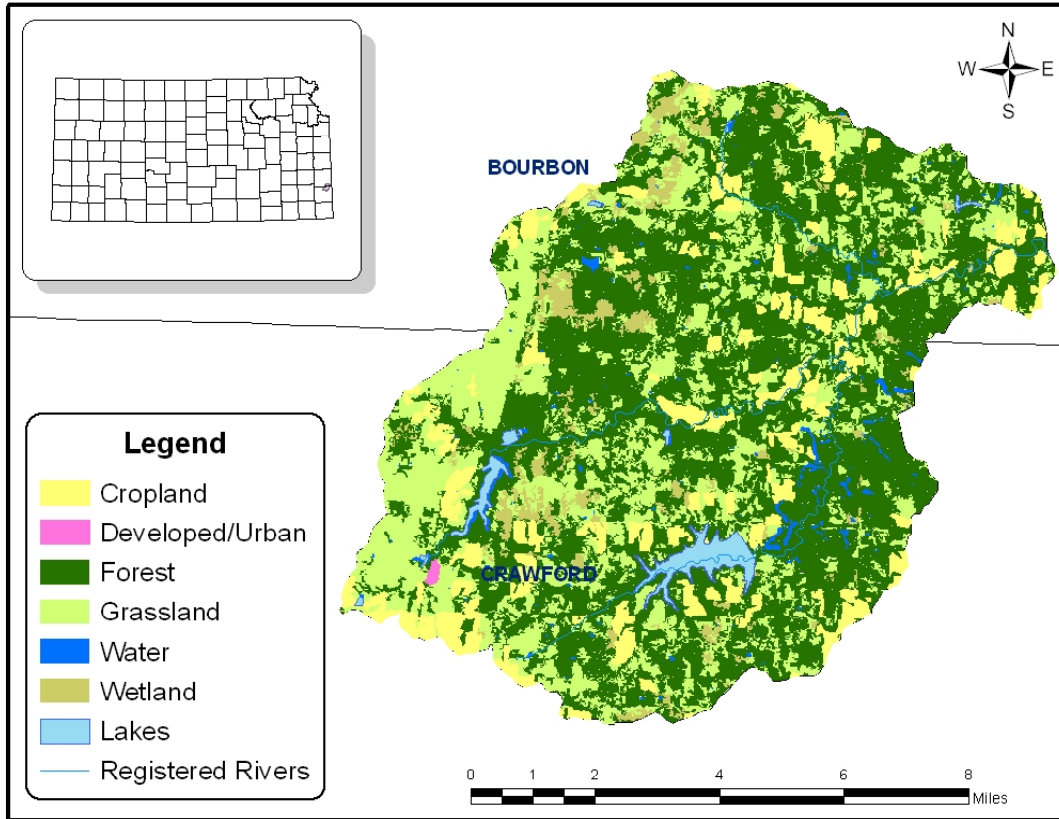 N
W E
S
BOURBON
CRAWFORD
Legend
Cropland
Developed/Urban
Forest
Grassland
Water
Wetland
Lakes
Registered Rivers
0 1 2 4 6 8
Miles